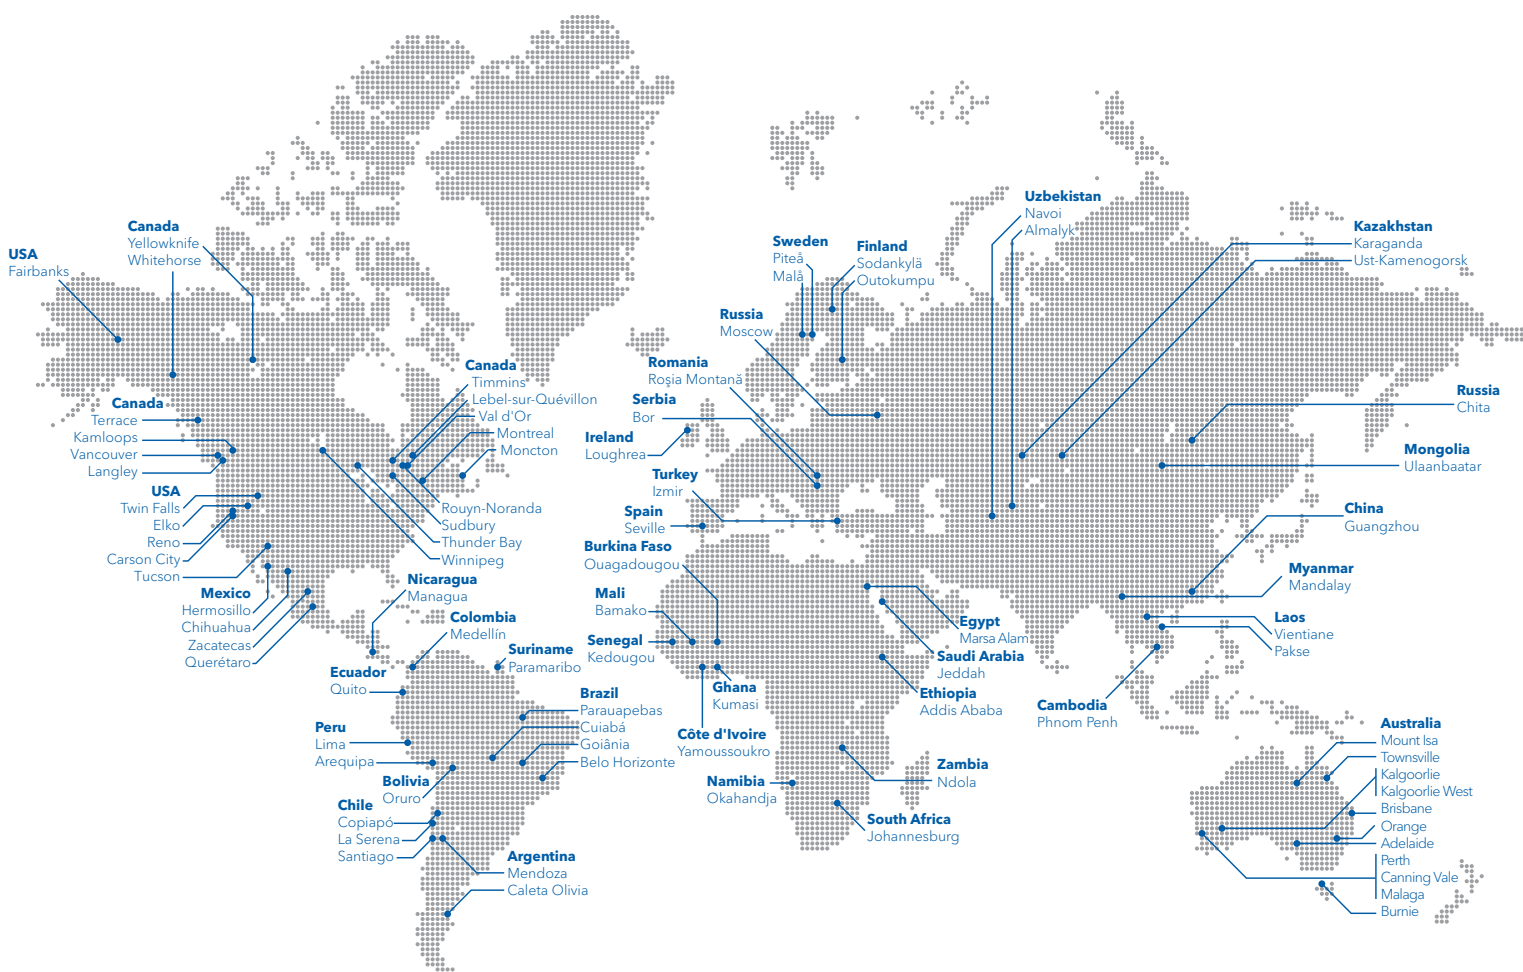 USA
Fairbanks
Canada
Yellowknife
Whitehorse
Canada
Terrace
Kamloops
Vancouver
Langley
USA
Twin Falls
Elko
Reno
Carson City
Tucson
Mexico
Hermosillo
Chihuahua
Zacatecas
Querétaro
Canada
Timmins
Lebel-sur-Quévillon
Val d'Or
Montreal
Moncton
Rouyn-Noranda
Sudbury
Thunder Bay
Winnipeg
Nicaragua
Managua
Colombia
Medellín
Suriname
Paramaribo
Ecuador
Quito
Peru
Lima
Arequipa
Bolivia
Oruro
Brazil
Parauapebas
Cuiabá
Goiânia
Belo Horizonte
Chile
Copiapó
La Serena
Santiago
Argentina
Mendoza
Caleta Olivia
Sweden
Piteå
Malå
Finland
Sodankylä
Outokumpu
Russia
Moscow
Romania
Roşia Montană
Serbia
Bor
Ireland
Loughrea
Turkey
Izmir
Spain
Seville
Burkina Faso
Ouagadougou
Mali
Bamako
Senegal
Kedougou
Ghana
Kumasi
Côte d'Ivoire
Yamoussoukro
Namibia
Okahandja
Egypt
Marsa Alam
Saudi Arabia
Jeddah
Ethiopia
Addis Ababa
Zambia
Ndola
South Africa
Johannesburg
Uzbekistan
Navoi
Almalyk
Kazakhstan
Karaganda
Ust-Kamenogorsk
Russia
Chita
Mongolia
Ulaanbaatar
China
Guangzhou
Myanmar
Mandalay
Laos
Vientiane
Pakse
Cambodia
Phnom Penh
Australia
Mount Isa
Townsville
Kalgoorlie
Kalgoorlie West
Brisbane
Orange
Adelaide
Perth
Canning Vale
Malaga
Burnie